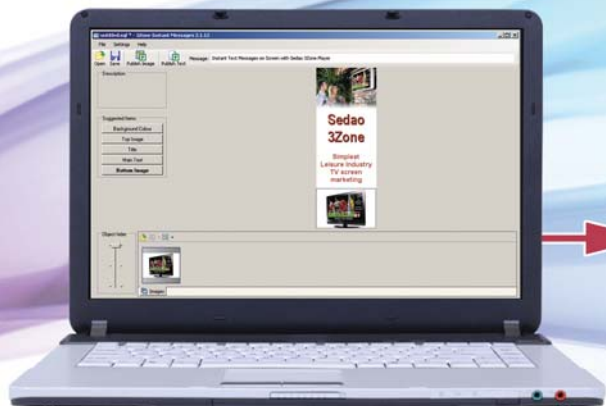 untitled.sgf * - 3Zone Instant Messages 2.1.12
File Settings Help
Open Save Publish Image Publish Text Message: Instant Text Messages on Screen with Sedao 3Zone Player
Description
Suggested Items
Background Colour
Top Image
Title
Main Text
Bottom Image
Sedao
3Zone
Simplest
Leisure Industry
TV screen
marketing
Object Index
Images